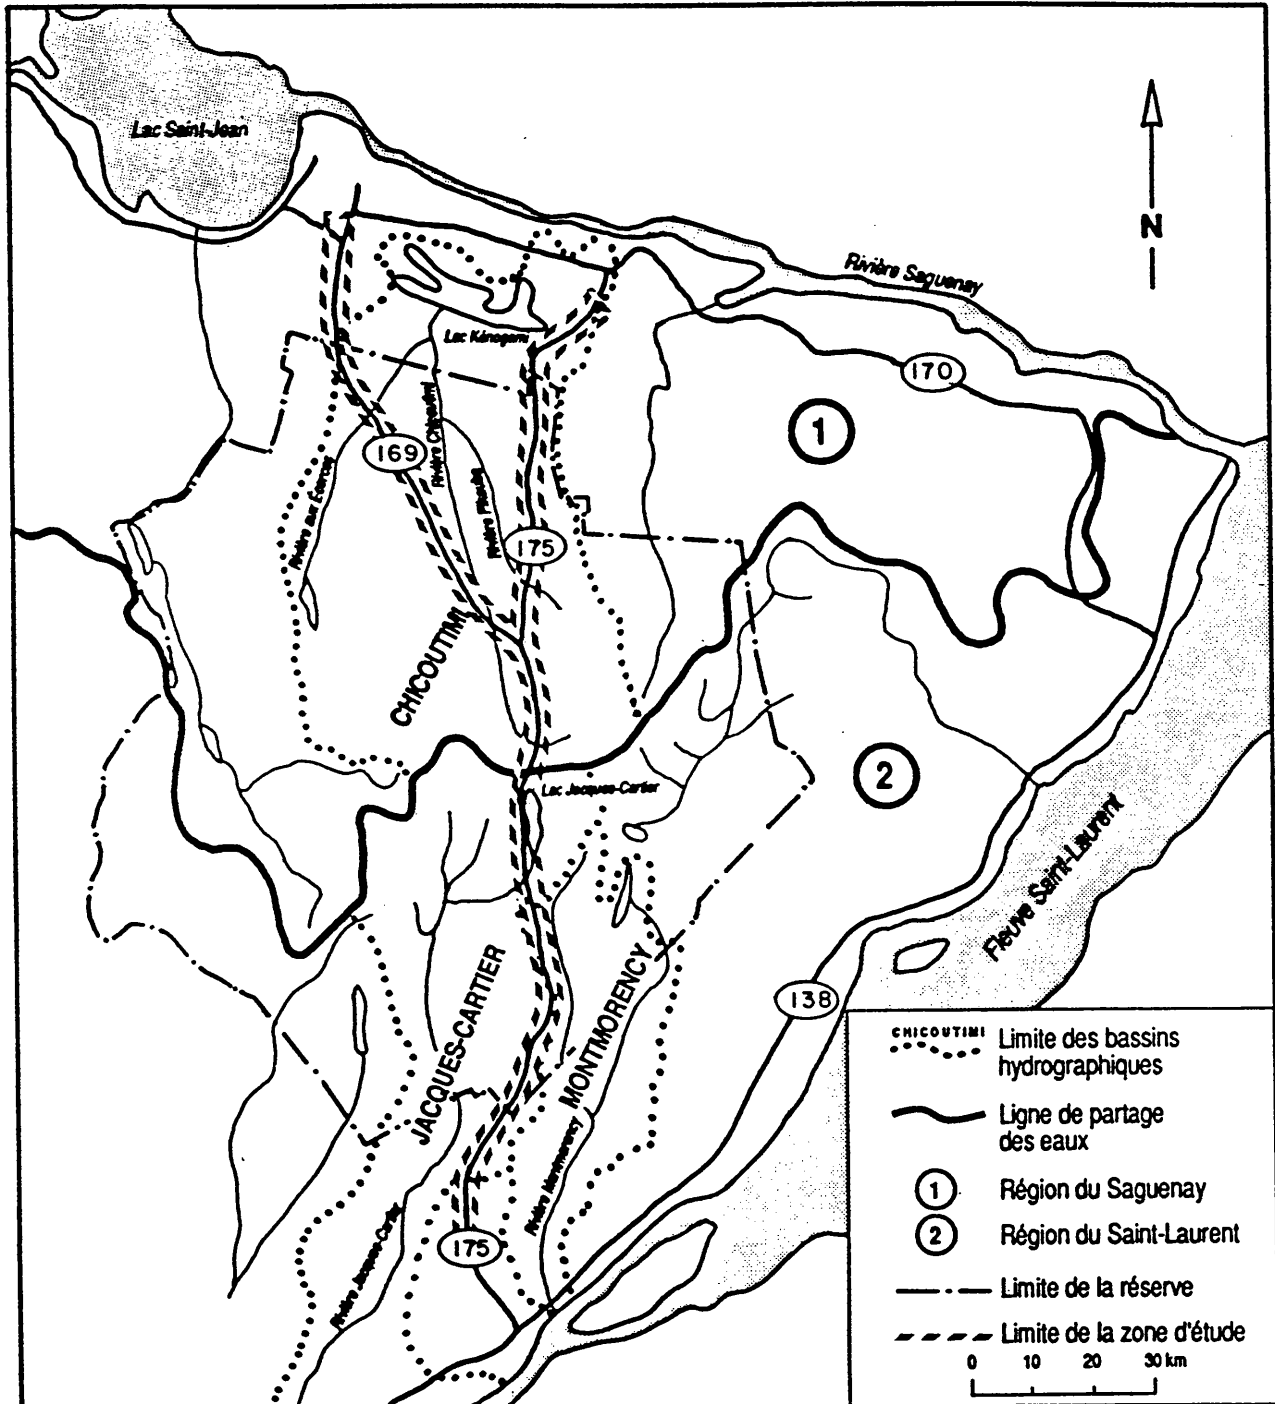 Lac Saint-Jean
N
Rivière Saguenay
Lac Kénogami
170
1
169
Rivière Chicoutimi
Rivière aux Écorces
Rivière Pikauba
175
CHICOUTIMI
2
Lac Jacques-Cartier
Fleuve Saint-Laurent
JACQUES-CARTIER
MONTMORENCY
138
Rivière Montmorency
Rivière Jacques-Cartier
175
CHICOUTIMI
Limite des bassins
hydrographiques
Ligne de partage
des eaux
1
Région du Saguenay
2
Région du Saint-Laurent
Limite de la réserve
Limite de la zone d'étude
0 10 20 30 km